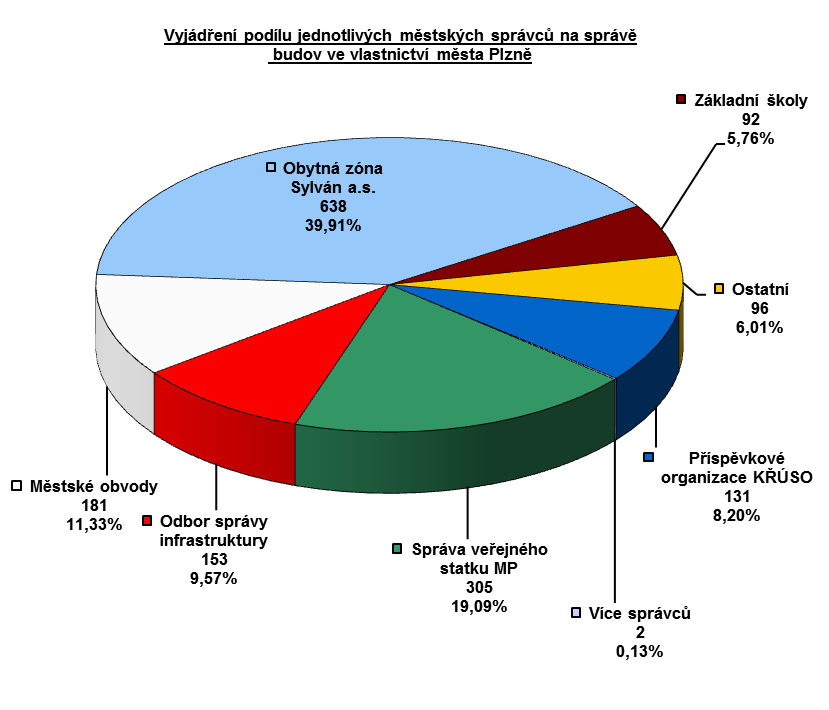 Vyjádření podílu jednotlivých městských správců na správě
budov ve vlastnictví města Plzně
Základní školy
92
5,76%
Obytná zóna
Sylván a.s.
638
39,91%
Ostatní
96
6,01%
Příspěvkové
organizace KŘÚSO
131
8,20%
Městské obvody
181
11,33%
Odbor správy
infrastruktury
153
9,57%
Správa veřejného
statku MP
305
19,09%
Více správců
2
0,13%